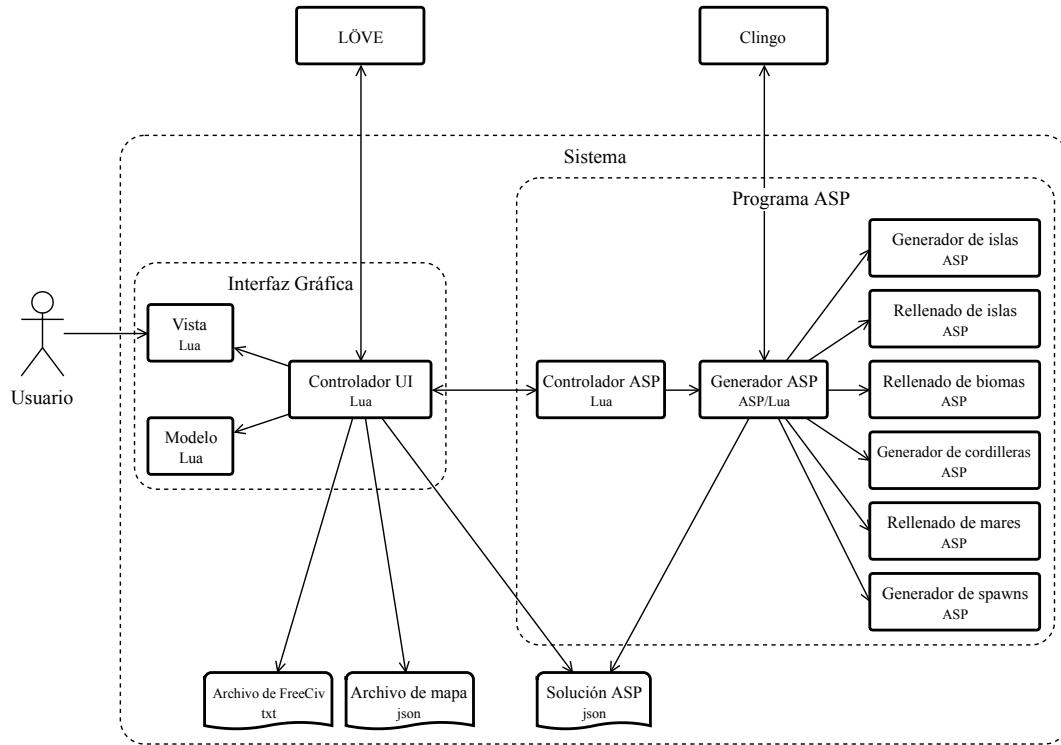 LÖVE
Clingo
Sistema
Programa ASP
Generador de islas
ASP
Interfaz Gráfica
Rellenado de islas
ASP
Vista
Lua
Usuario
Controlador UI
Lua
Controlador ASP
Lua
Generador ASP
ASP/Lua
Rellenado de biomas
ASP
Modelo
Lua
Generador de cordilleras
ASP
Rellenado de mares
ASP
Generador de spawns
ASP
Archivo de FreeCiv
txt
Archivo de mapa
json
Solución ASP
json